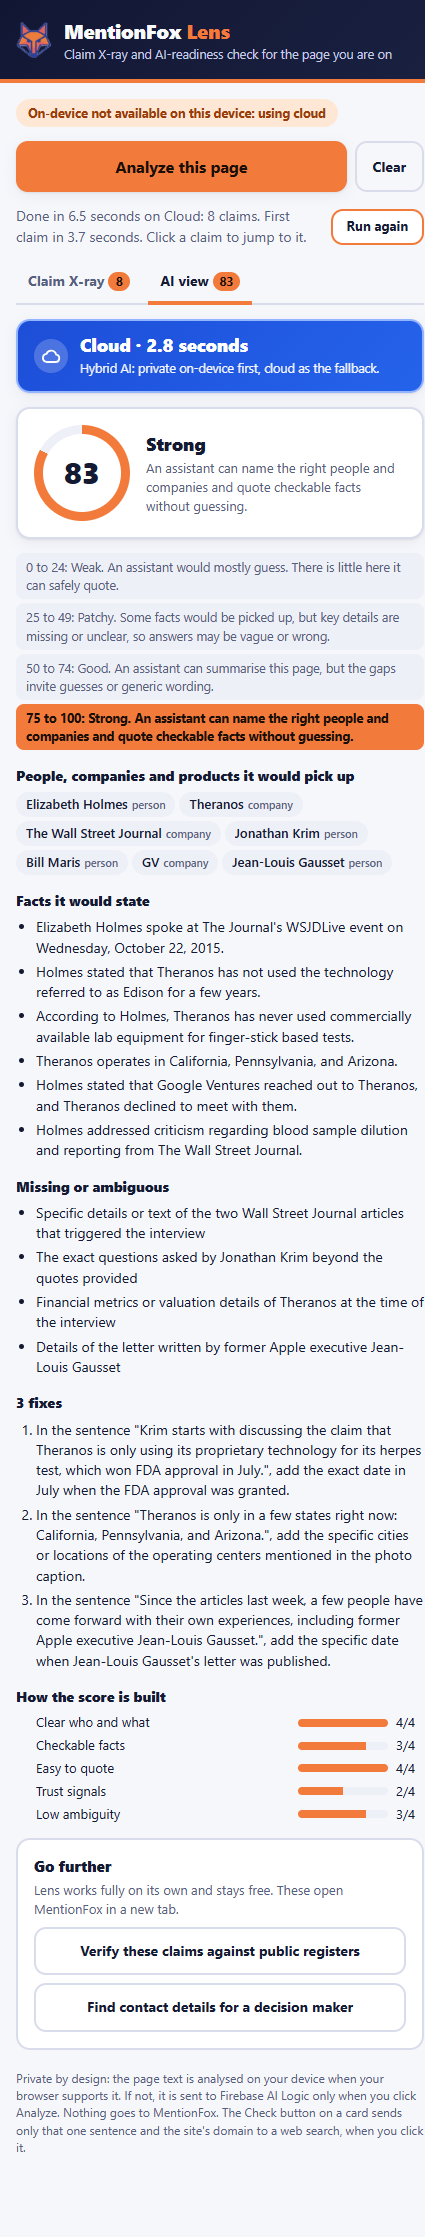 MentionFox Lens
Claim X-ray and AI-readiness check for the page you are on
On-device not available on this device: using cloud
Analyze this page
Clear
Done in 6.5 seconds on Cloud: 8 claims. First
claim in 3.7 seconds. Click a claim to jump to it.
Run again
Claim X-ray 8
AI view 83
Cloud · 2.8 seconds
Hybrid AI: private on-device first, cloud as the fallback.
83
Strong
An assistant can name the right people and
companies and quote checkable facts
without guessing.
0 to 24: Weak. An assistant would mostly guess. There is little here it
can safely quote.
25 to 49: Patchy. Some facts would be picked up, but key details are
missing or unclear, so answers may be vague or wrong.
50 to 74: Good. An assistant can summarise this page, but the gaps
invite guesses or generic wording.
75 to 100: Strong. An assistant can name the right people and
companies and quote checkable facts without guessing.
People, companies and products it would pick up
Elizabeth Holmes person
Theranos company
The Wall Street Journal company
Jonathan Krim person
Bill Maris person
GV company
Jean-Louis Gausset person
Facts it would state
• Elizabeth Holmes spoke at The Journal's WSJDLive event on
Wednesday, October 22, 2015.
• Holmes stated that Theranos has not used the technology
referred to as Edison for a few years.
• According to Holmes, Theranos has never used commercially
available lab equipment for finger-stick based tests.
• Theranos operates in California, Pennsylvania, and Arizona.
• Holmes stated that Google Ventures reached out to Theranos,
and Theranos declined to meet with them.
• Holmes addressed criticism regarding blood sample dilution
and reporting from The Wall Street Journal.
Missing or ambiguous
• Specific details or text of the two Wall Street Journal articles
that triggered the interview
• The exact questions asked by Jonathan Krim beyond the
quotes provided
• Financial metrics or valuation details of Theranos at the time of
the interview
• Details of the letter written by former Apple executive Jean-
Louis Gausset
3 fixes
1. In the sentence "Krim starts with discussing the claim that
Theranos is only using its proprietary technology for its herpes
test, which won FDA approval in July.", add the exact date in
July when the FDA approval was granted.
2. In the sentence "Theranos is only in a few states right now:
California, Pennsylvania, and Arizona.", add the specific cities
or locations of the operating centers mentioned in the photo
caption.
3. In the sentence "Since the articles last week, a few people have
come forward with their own experiences, including former
Apple executive Jean-Louis Gausset.", add the specific date
when Jean-Louis Gausset's letter was published.
How the score is built
Clear who and what 4/4
Checkable facts 3/4
Easy to quote 4/4
Trust signals 2/4
Low ambiguity 3/4
Go further
Lens works fully on its own and stays free. These open
MentionFox in a new tab.
Verify these claims against public registers
Find contact details for a decision maker
Private by design: the page text is analysed on your device when your
browser supports it. If not, it is sent to Firebase AI Logic only when you click
Analyze. Nothing goes to MentionFox. The Check button on a card sends
only that one sentence and the site's domain to a web search, when you click
it.